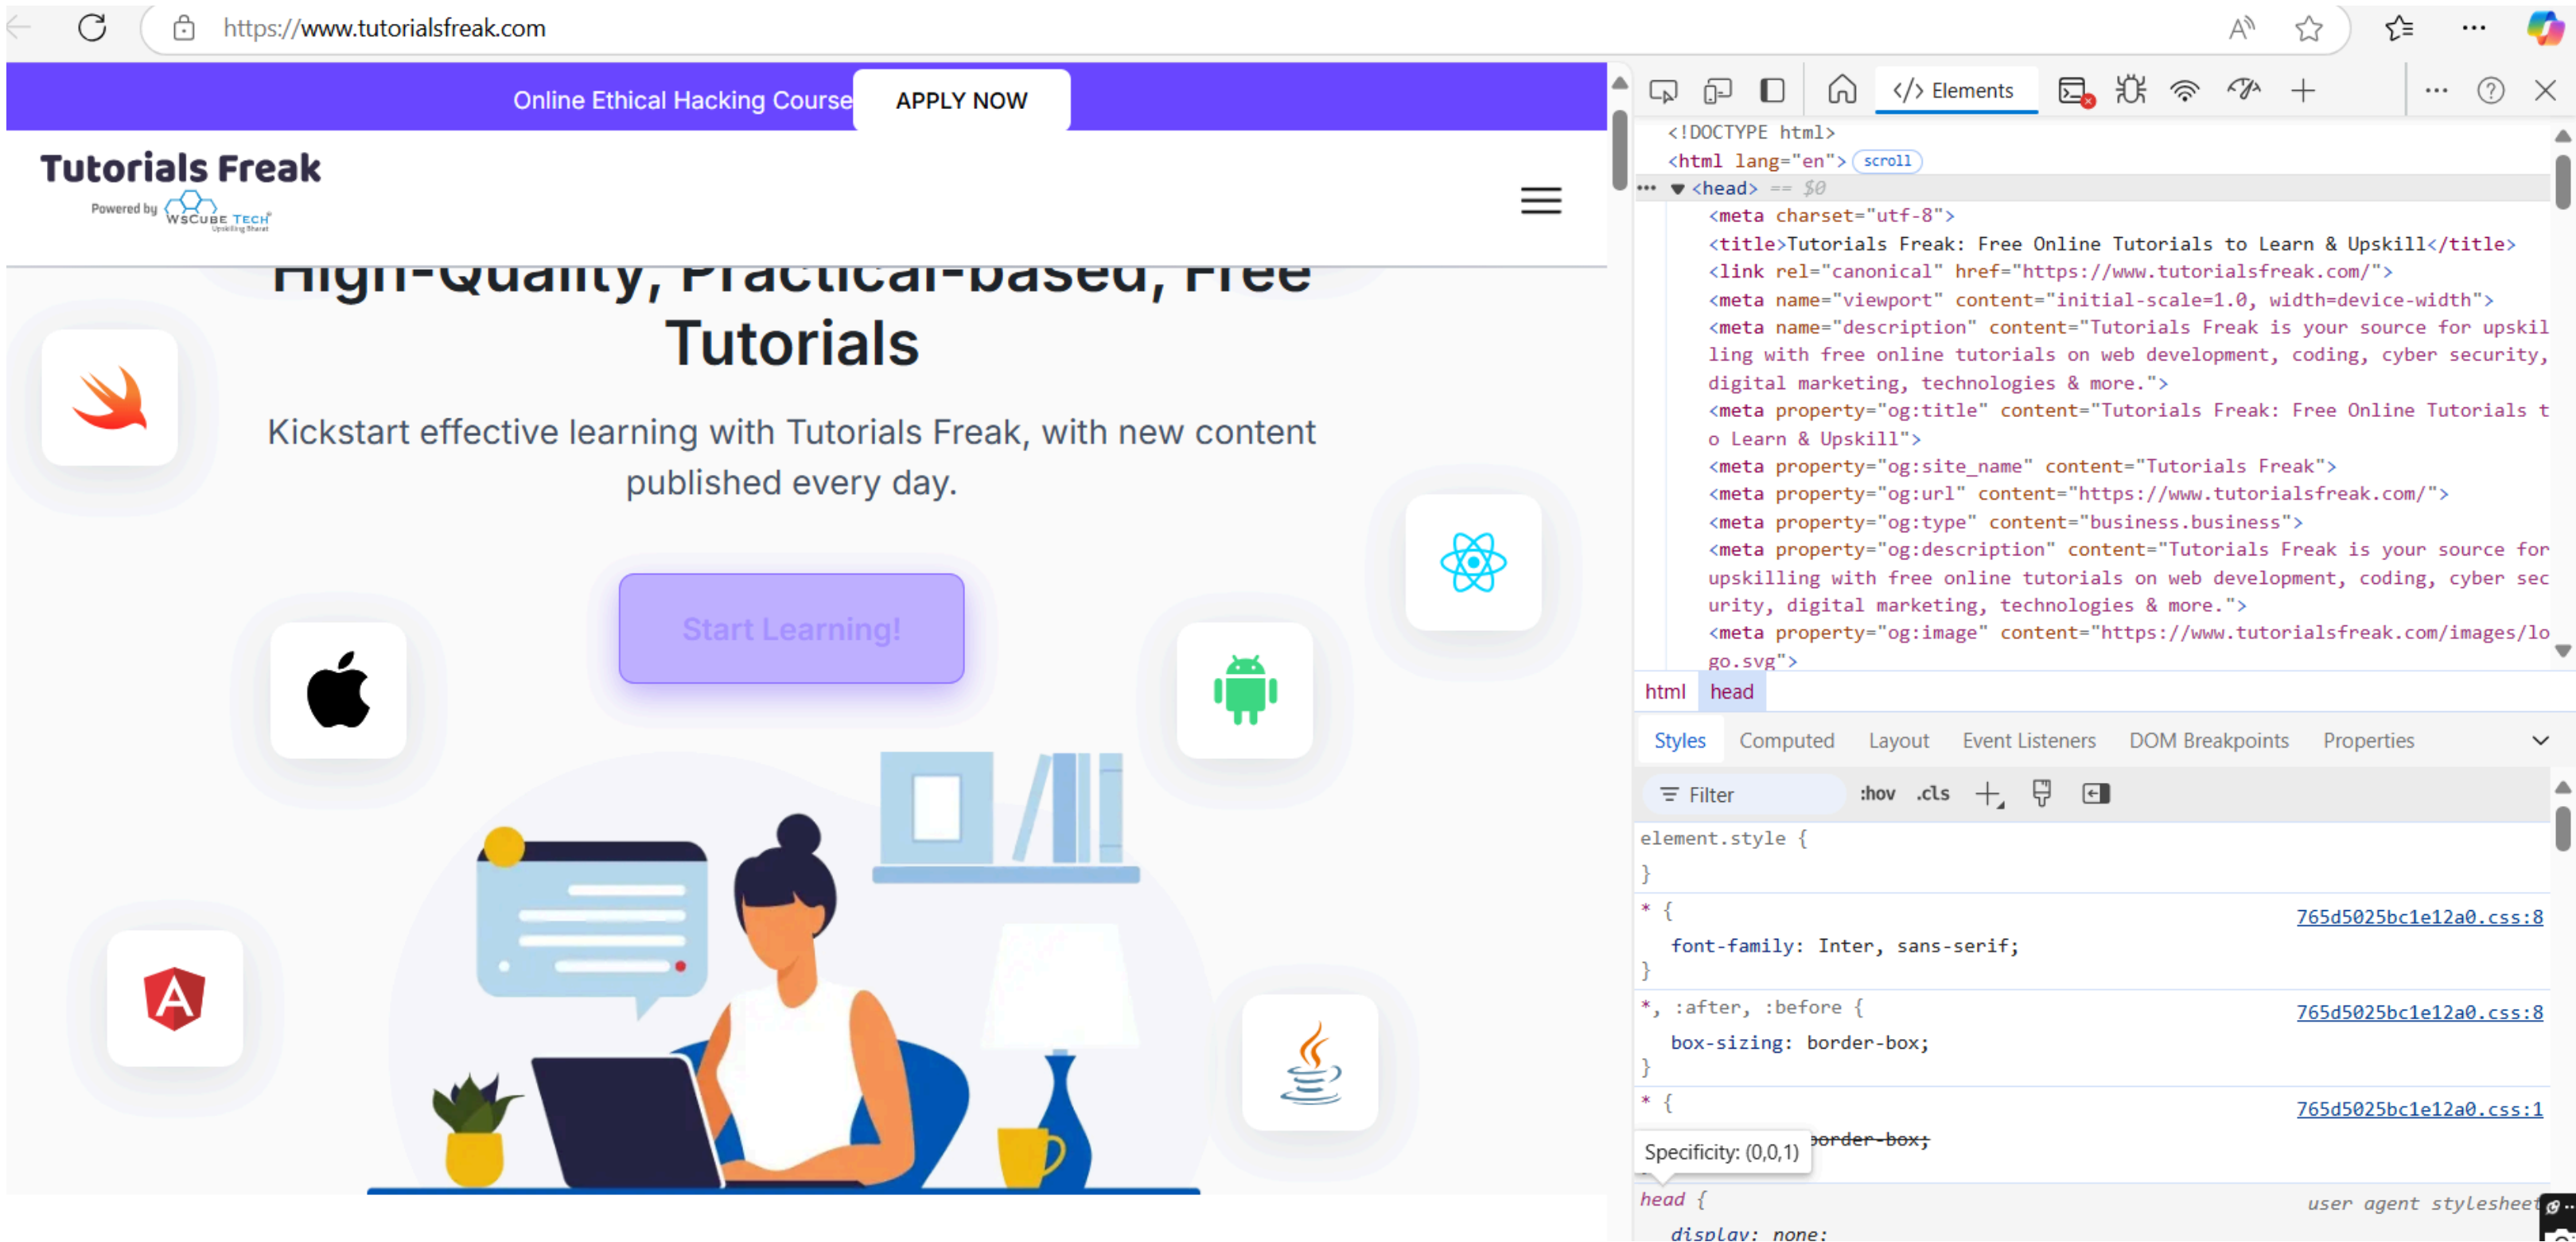 https://www.tutorialsfreak.com
Online Ethical Hacking Course APPLY NOW
Tutorials Freak
Powered by WSCUBE TECH
Upskilling Bharat
High-Quality, Practical-based, Free
Tutorials
Kickstart effective learning with Tutorials Freak, with new content
published every day.
Start Learning!
</> Elements
<!DOCTYPE html>
<html lang="en"> scroll
<head> == $0
<meta charset="utf-8">
<title>Tutorials Freak: Free Online Tutorials to Learn & Upskill</title>
<link rel="canonical" href="https://www.tutorialsfreak.com/">
<meta name="viewport" content="initial-scale=1.0, width=device-width">
<meta name="description" content="Tutorials Freak is your source for upskil
ling with free online tutorials on web development, coding, cyber security,
digital marketing, technologies & more.">
<meta property="og:title" content="Tutorials Freak: Free Online Tutorials t
o Learn & Upskill">
<meta property="og:site_name" content="Tutorials Freak">
<meta property="og:url" content="https://www.tutorialsfreak.com/">
<meta property="og:type" content="business.business">
<meta property="og:description" content="Tutorials Freak is your source for
upskilling with free online tutorials on web development, coding, cyber sec
urity, digital marketing, technologies & more.">
<meta property="og:image" content="https://www.tutorialsfreak.com/images/lo
go.svg">
html head
Styles Computed Layout Event Listeners DOM Breakpoints Properties
Filter :hov .cls
element.style {
}
* {
765d5025bc1e12a0.css:8
font-family: Inter, sans-serif;
}
*, :after, :before {
765d5025bc1e12a0.css:8
box-sizing: border-box;
}
* {
765d5025bc1e12a0.css:1
border-box;
Specificity: (0,0,1)
head {
user agent stylesheet
display: none;